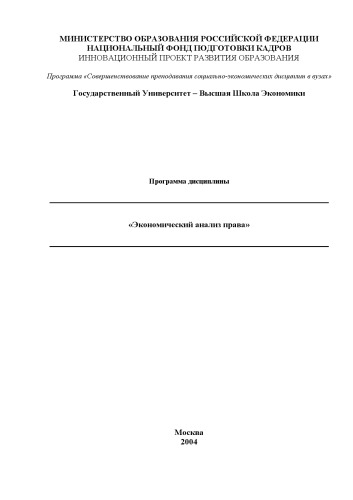 МИНИСТЕРСТВО ОБРАЗОВАНИЯ РОССИЙСКОЙ ФЕДЕРАЦИИ
НАЦИОНАЛЬНЫЙ ФОНД ПОДГОТОВКИ КАДРОВ
ИННОВАЦИОННЫЙ ПРОЕКТ РАЗВИТИЯ ОБРАЗОВАНИЯ
Программа «Совершенствование преподавания социально-экономических дисциплин в вузах»
Государственный Университет – Высшая Школа Экономики
Программа дисциплины
«Экономический анализ права»
Москва
2004